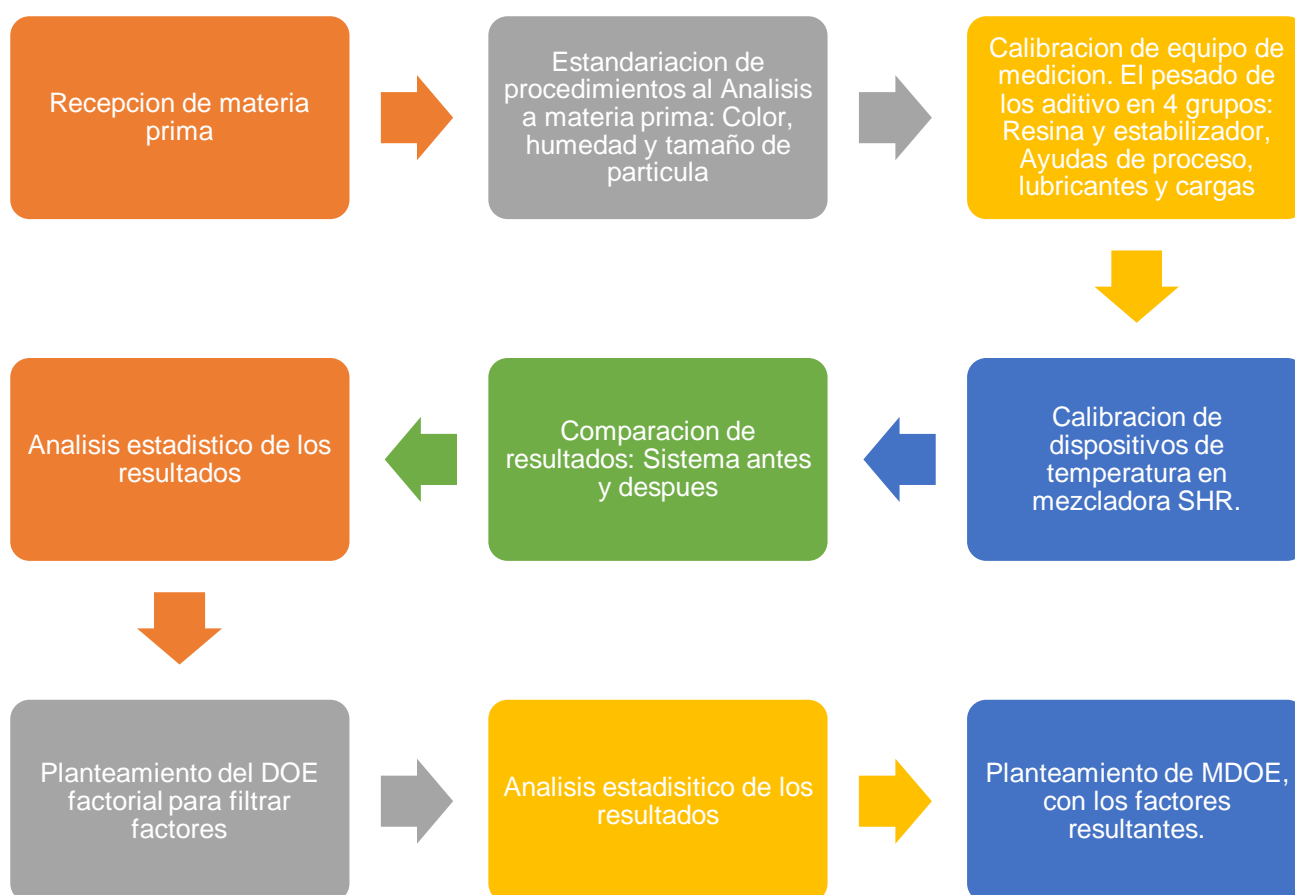 Recepcion de materia
prima
Estandariacion de
procedimientos al Analisis
a materia prima: Color,
humedad y tamaño de
particula
Calibracion de equipo de
medicion. El pesado de
los aditivo en 4 grupos:
Resina y estabilizador,
Ayudas de proceso,
lubricantes y cargas
Calibracion de
dispositivos de
temperatura en
mezcladora SHR.
Comparacion de
resultados: Sistema antes
y despues
Analisis estadistico de los
resultados
Planteamiento del DOE
factorial para filtrar
factores
Analisis estadisitico de los
resultados
Planteamiento de MDOE,
con los factores
resultantes.